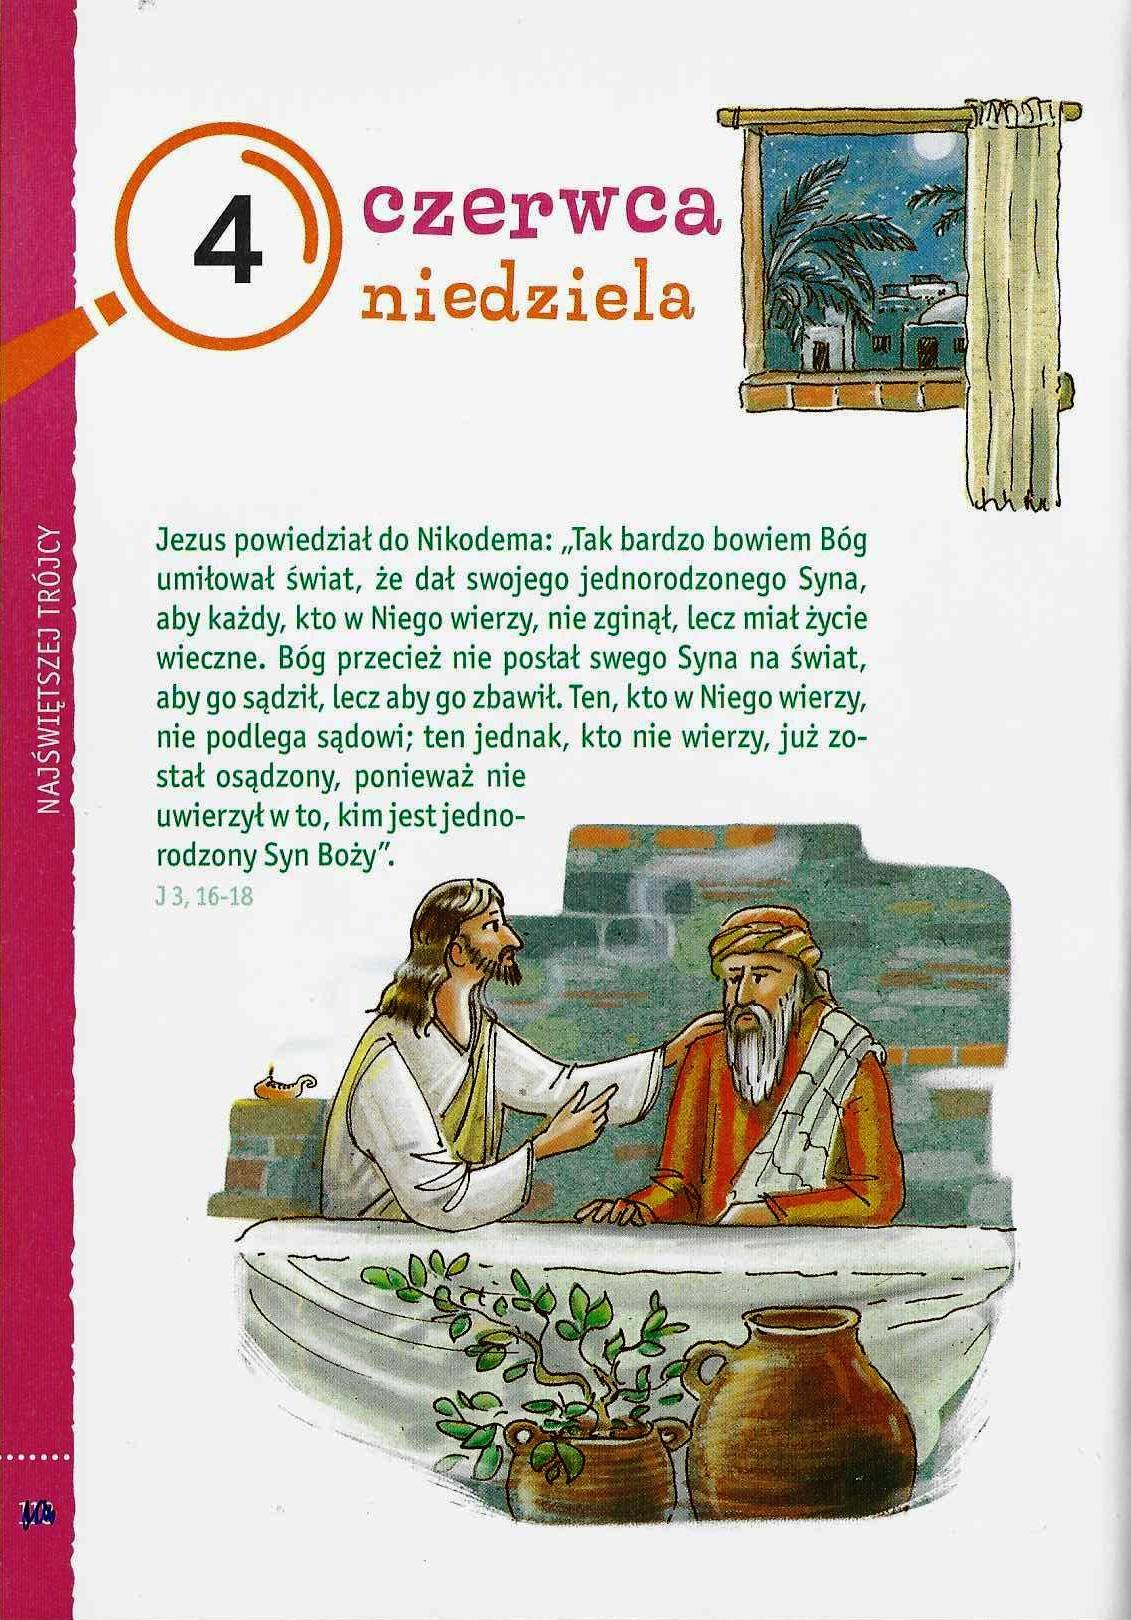 4
czerwca
niedziela
NAJŚWIĘTSZEJ TRÓJCY
Jezus powiedział do Nikodema: „Tak bardzo bowiem Bóg
umiłował świat, że dał swojego jednorodzonego Syna,
aby każdy, kto w Niego wierzy, nie zginął, lecz miał życie
wieczne. Bóg przecież nie posłał swego Syna na świat,
aby go sądził, lecz aby go zbawił. Ten, kto w Niego wierzy,
nie podlega sądowi; ten jednak, kto nie wierzy, już zo-
stał osądzony, ponieważ nie
uwierzył w to, kim jest jedno-
rodzony Syn Boży”.
J 3, 16-18